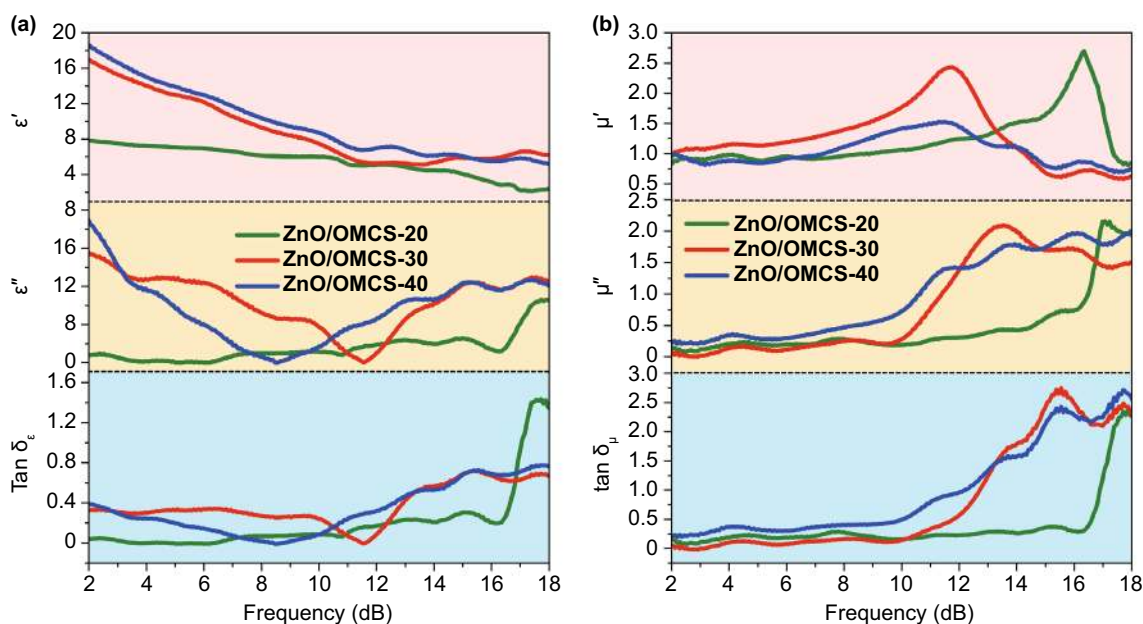 (a)
20
16
12
8
4
ε′
8
16
12
8
0
ε″
ZnO/OMCS-20
ZnO/OMCS-30
ZnO/OMCS-40
1.6
1.2
0.8
0.4
0
Tan δε
2 4 6 8 10 12 14 16 18
Frequency (dB)
(b)
3.0
2.5
2.0
1.5
1.0
0.5
μ′
2.5
2.0
1.5
1.0
0.5
0
μ″
ZnO/OMCS-20
ZnO/OMCS-30
ZnO/OMCS-40
3.0
2.5
2.0
1.5
1.0
0.5
0
tan δμ
2 4 6 8 10 12 14 16 18
Frequency (dB)